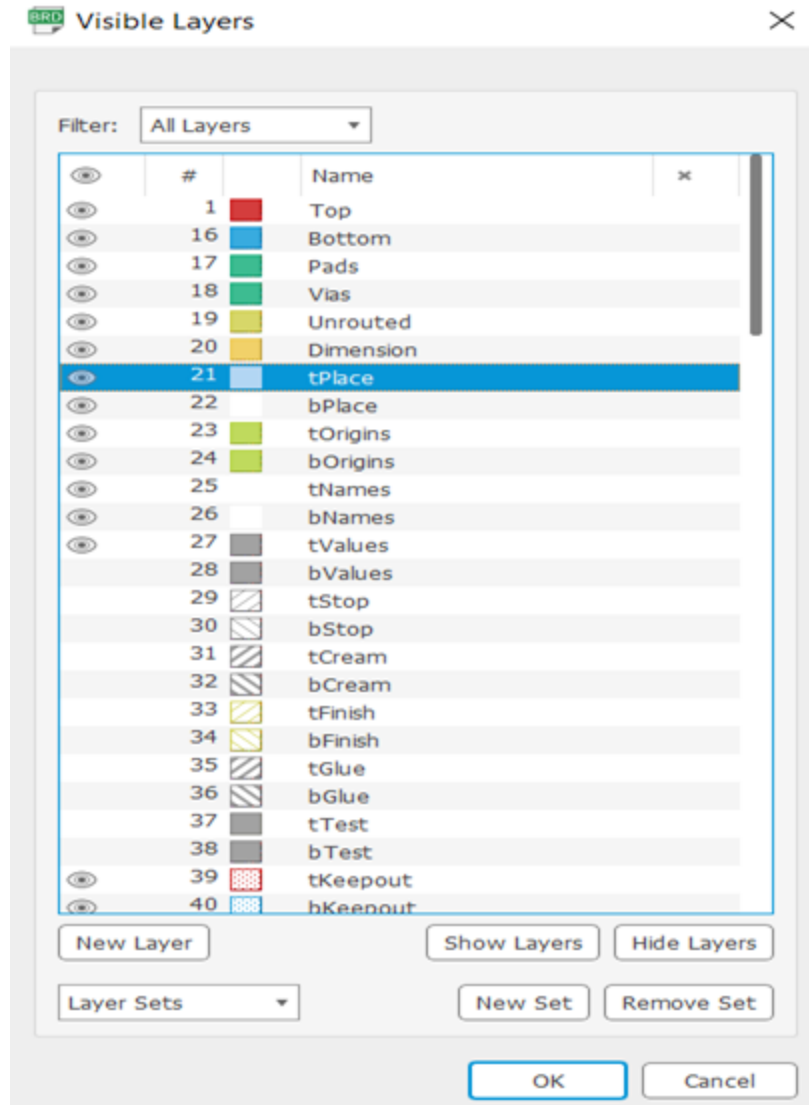 BRD Visible Layers
Filter: All Layers
# Name
1 Top
16 Bottom
17 Pads
18 Vias
19 Unrouted
20 Dimension
21 tPlace
22 bPlace
23 tOrigins
24 bOrigins
25 tNames
26 bNames
27 tValues
28 bValues
29 tStop
30 bStop
31 tCream
32 bCream
33 tFinish
34 bFinish
35 tGlue
36 bGlue
37 tTest
38 bTest
39 tKeepout
40 bKeepout
New Layer Show Layers Hide Layers
Layer Sets New Set Remove Set
OK Cancel